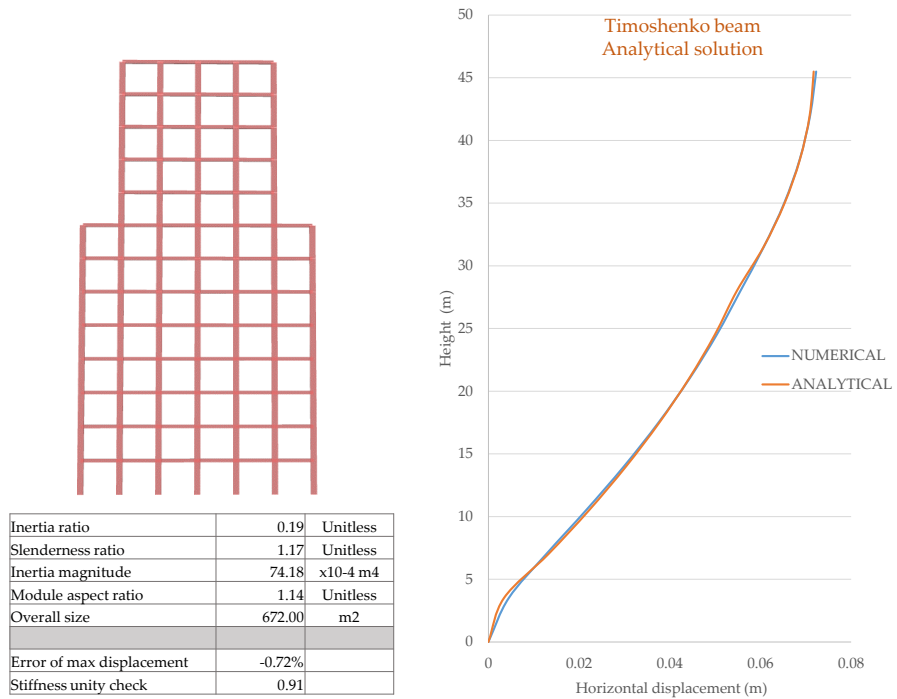 Timoshenko beam
Analytical solution
50
45
40
35
30
25
20
15
10
5
0
Height (m)
0 0.02 0.04 0.06 0.08
Horizontal displacement (m)
NUMERICAL
ANALYTICAL
Inertia ratio 0.19 Unitless
Slenderness ratio 1.17 Unitless
Inertia magnitude 74.18 x10-4 m4
Module aspect ratio 1.14 Unitless
Overall size 672.00 m2
Error of max displacement -0.72%
Stiffness unity check 0.91